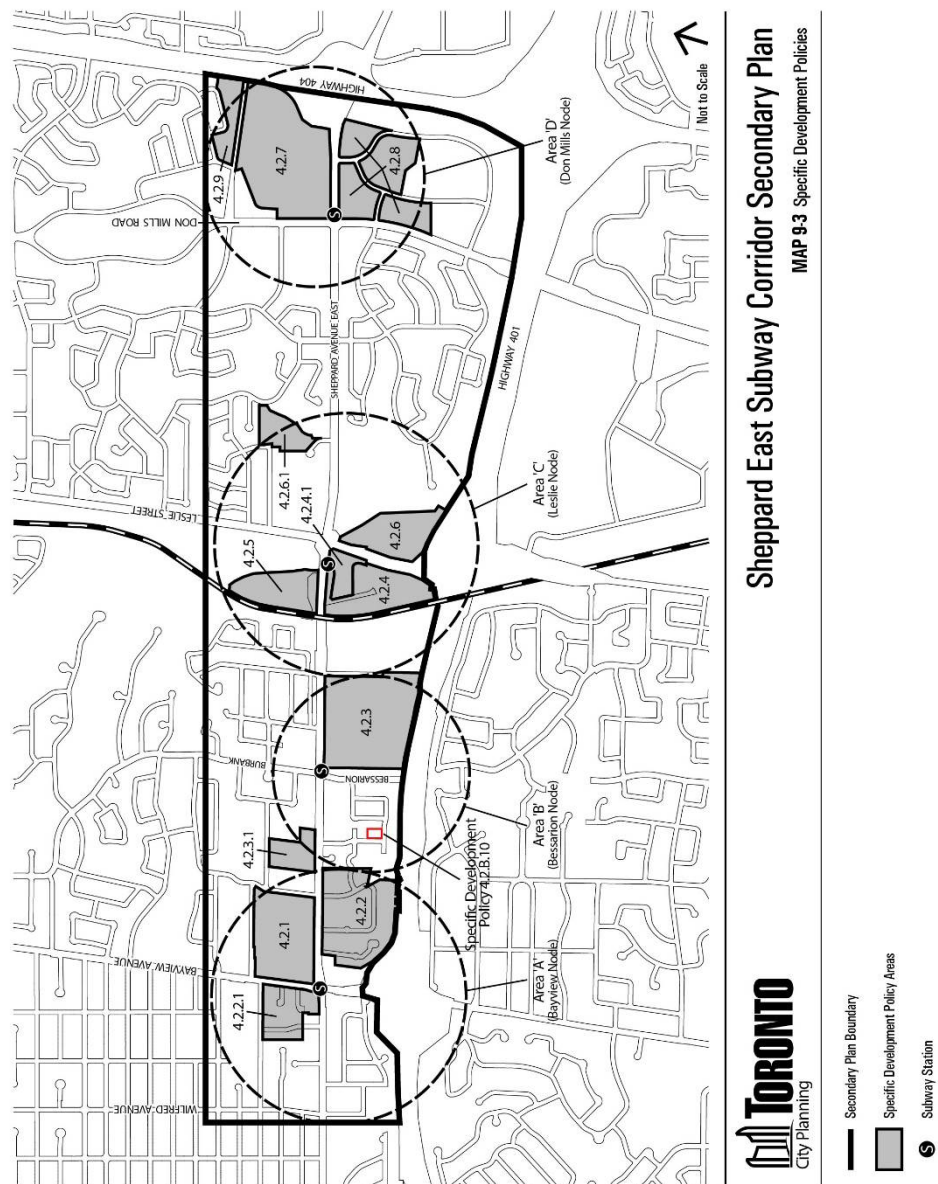 HIGHWAY 404
4.2.9
4.2.7
4.2.8
DON MILLS ROAD
S
Area 'D'
(Don Mills Node)
SHEPPARD AVENUE EAST
HIGHWAY 401
4.2.6.1
4.2.4.1
LESLIE STREET
4.2.5
S
4.2.6
4.2.4
Area 'C'
(Leslie Node)
4.2.3
BURBANK
S
BESSARION
4.2.3.1
Specific Development
Policy 4.2.B.10
Area 'B'
(Bessarion Node)
4.2.1
4.2.2
BAYVIEW AVENUE
S
4.2.2.1
Area 'A'
(Bayview Node)
WILFRED AVENUE
Not to Scale
Sheppard East Subway Corridor Secondary Plan
MAP 9-3 Specific Development Policies
TORONTO
City Planning
Secondary Plan Boundary
Specific Development Policy Areas
S Subway Station